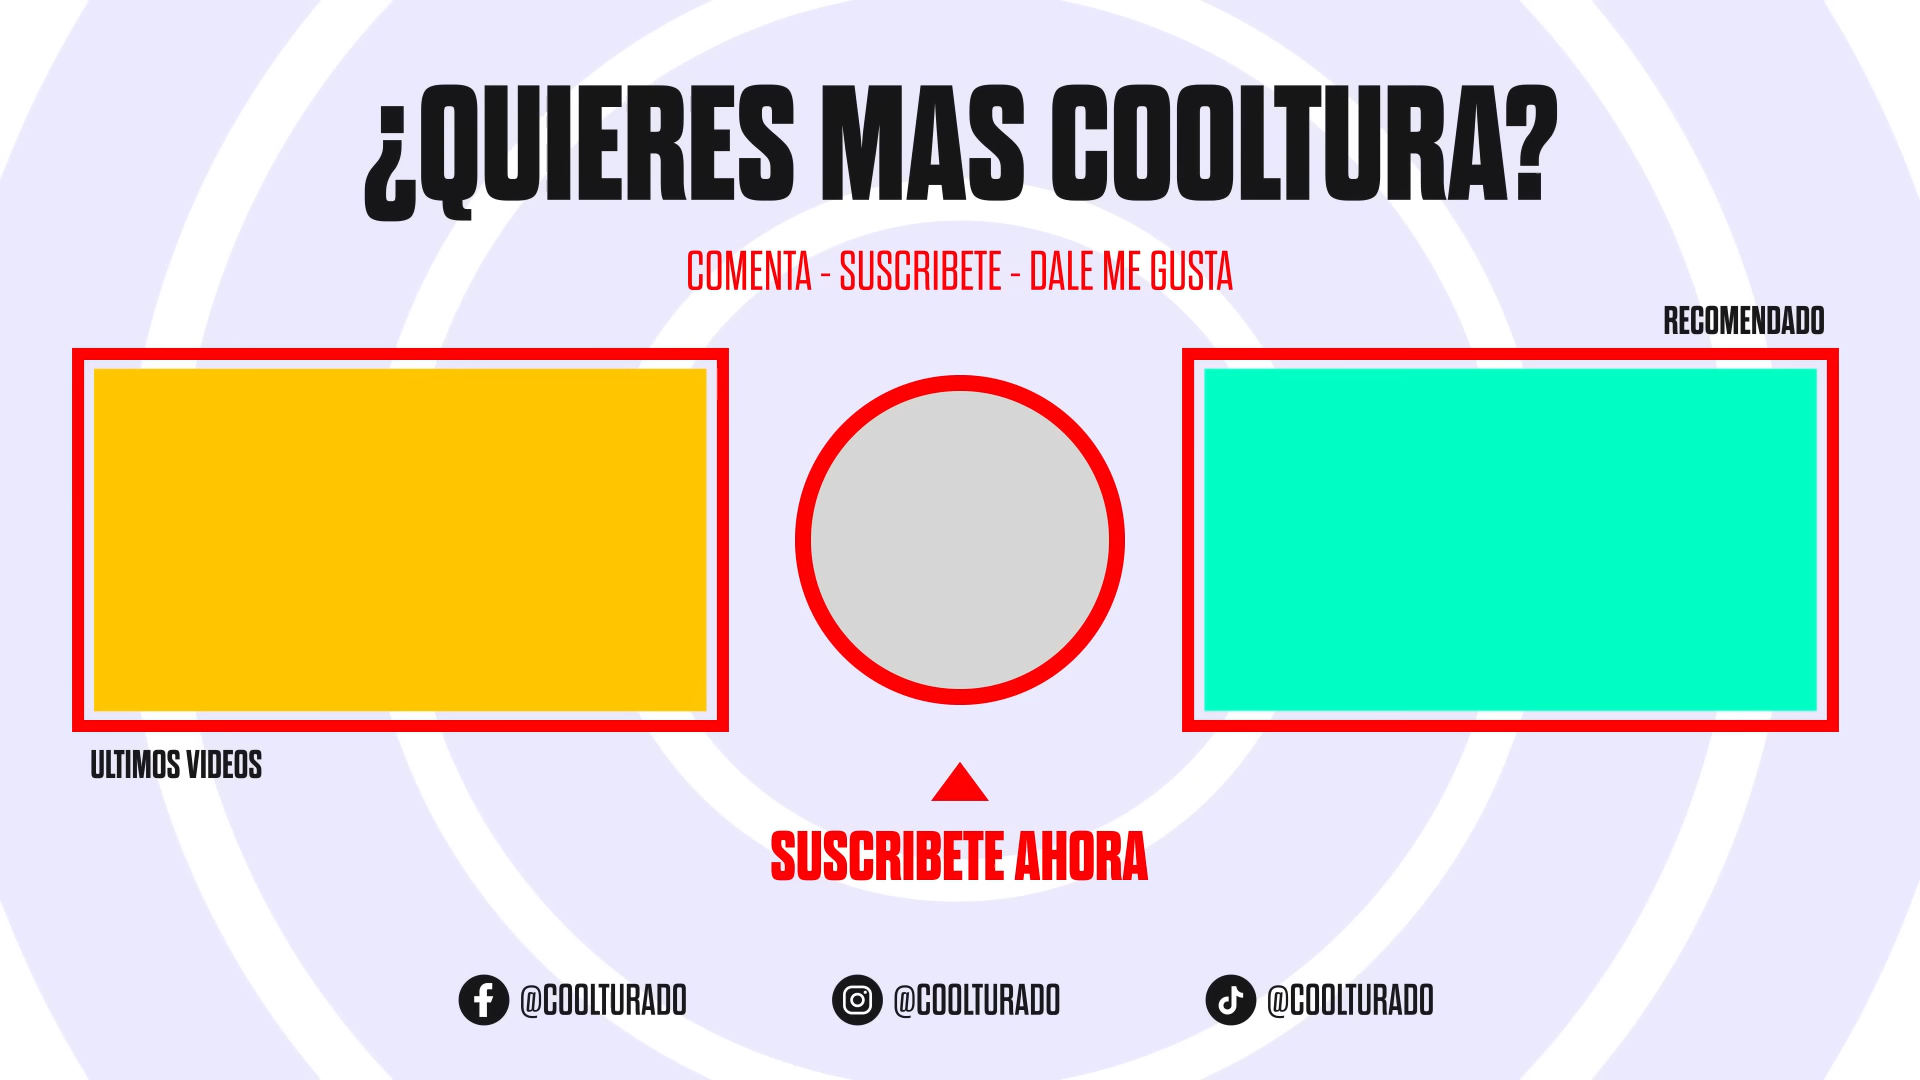 ¿QUIERES MAS COOLTURA?
COMENTA - SUSCRIBETE - DALE ME GUSTA
RECOMENDADO
ULTIMOS VIDEOS
SUSCRIBETE AHORA
@COOLTURADO
@COOLTURADO
@COOLTURADO